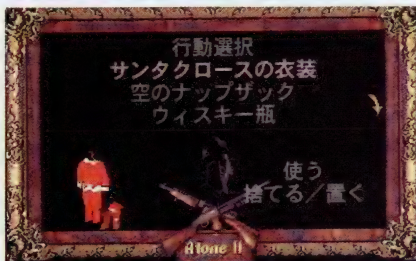 行動選択
サンタクロースの衣装
空のナップザック
ウィスキー瓶
使う
捨てる／置く
Alone II